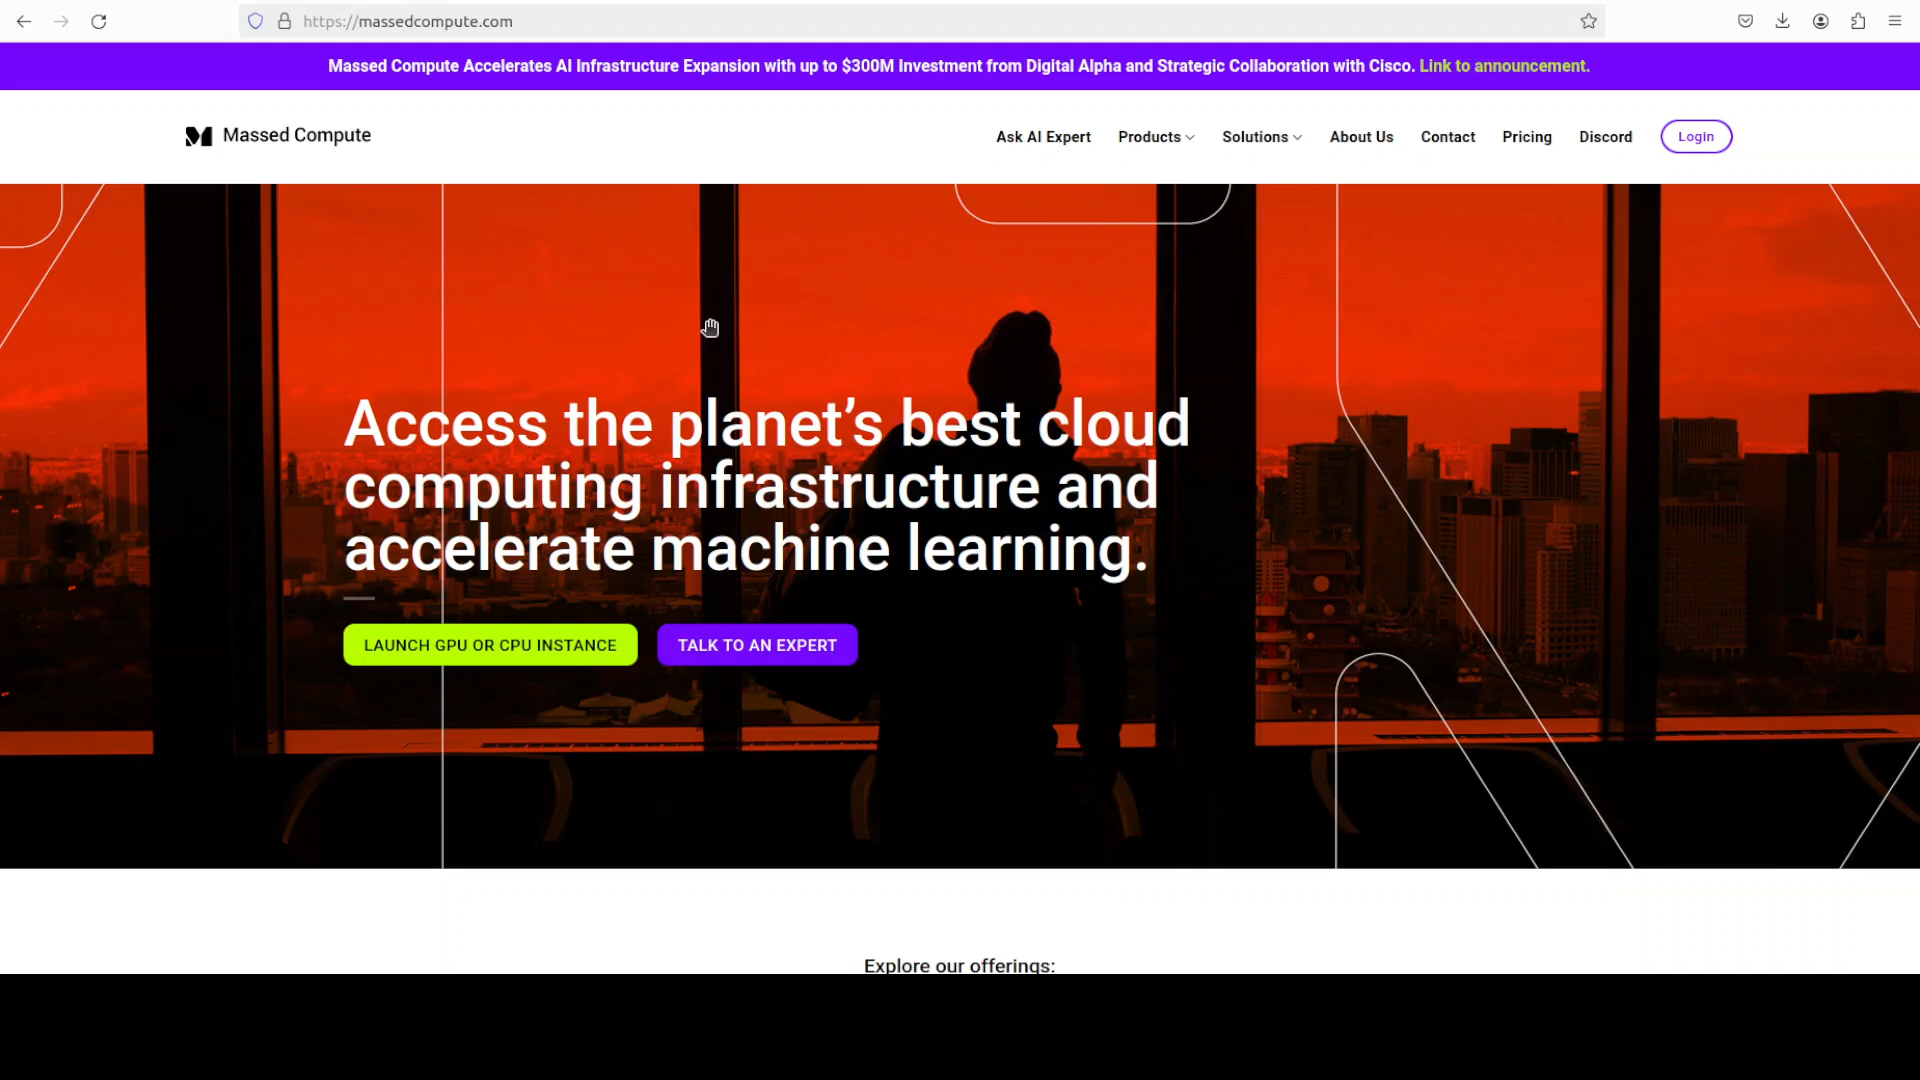 https://massedcompute.com
Massed Compute Accelerates AI Infrastructure Expansion with up to $300M Investment from Digital Alpha and Strategic Collaboration with Cisco. Link to announcement.
Massed Compute
Ask AI Expert Products Solutions About Us Contact Pricing Discord Login
Access the planet’s best cloud
computing infrastructure and
accelerate machine learning.
LAUNCH GPU OR CPU INSTANCE TALK TO AN EXPERT
Explore our offerings: